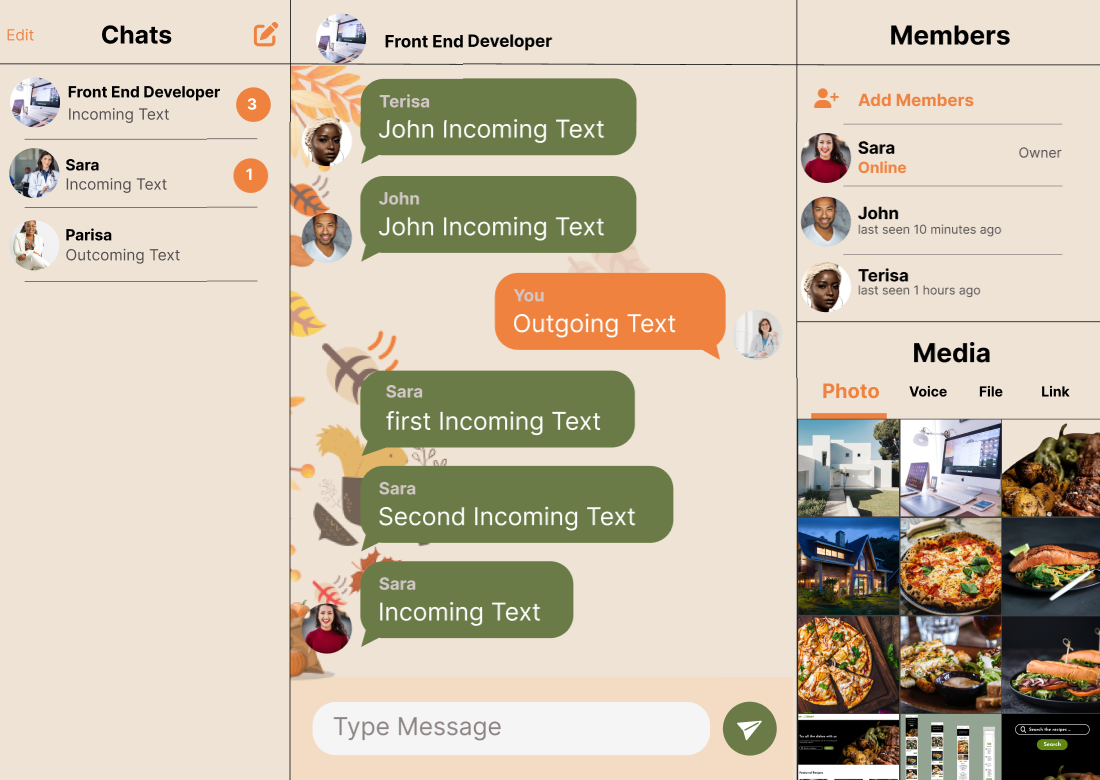 Edit
Chats
Front End Developer
Incoming Text
3
Sara
Incoming Text
1
Parisa
Outcoming Text
Front End Developer
Terisa
John Incoming Text
John
John Incoming Text
You
Outgoing Text
Sara
first Incoming Text
Sara
Second Incoming Text
Sara
Incoming Text
Type Message
Members
Add Members
Sara
Online
Owner
John
last seen 10 minutes ago
Terisa
last seen 1 hours ago
Media
Photo
Voice
File
Link
Search the recipes...
Search